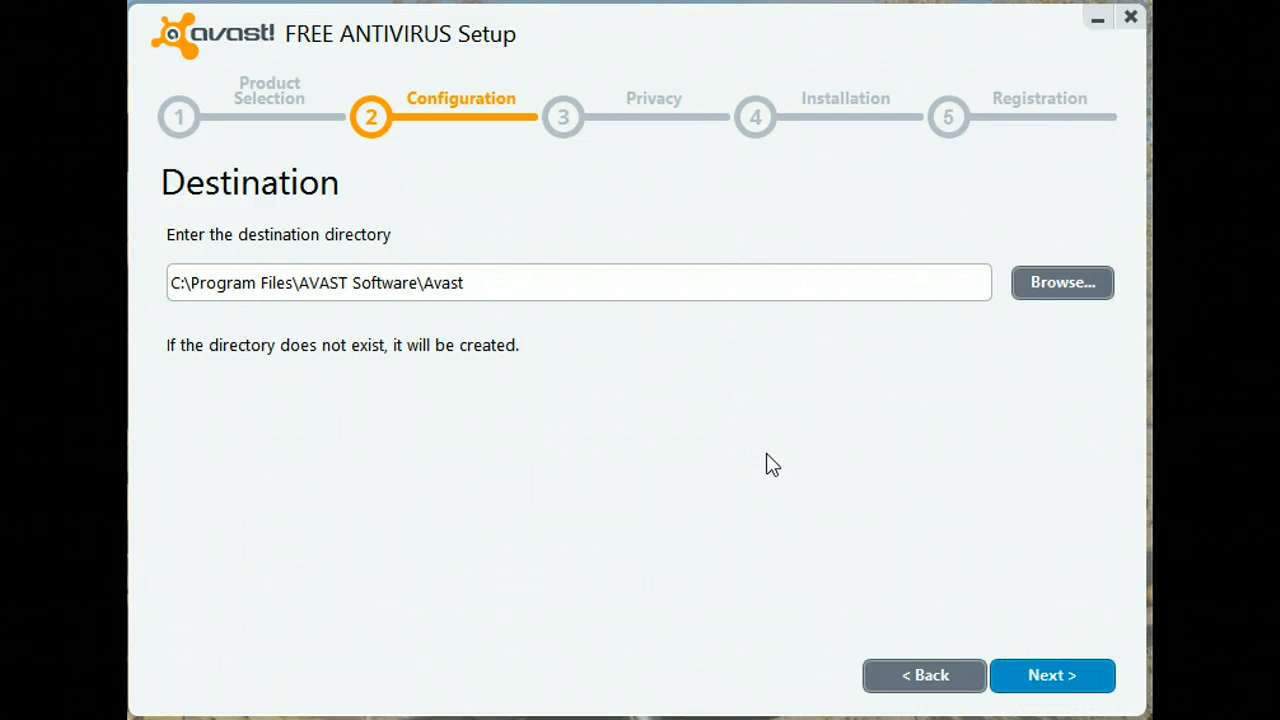 avast! FREE ANTIVIRUS Setup
Product
Selection
Configuration
Privacy
Installation
Registration
1
2
3
4
5
Destination
Enter the destination directory
C:\Program Files\AVAST Software\Avast
Browse...
If the directory does not exist, it will be created.
< Back
Next >